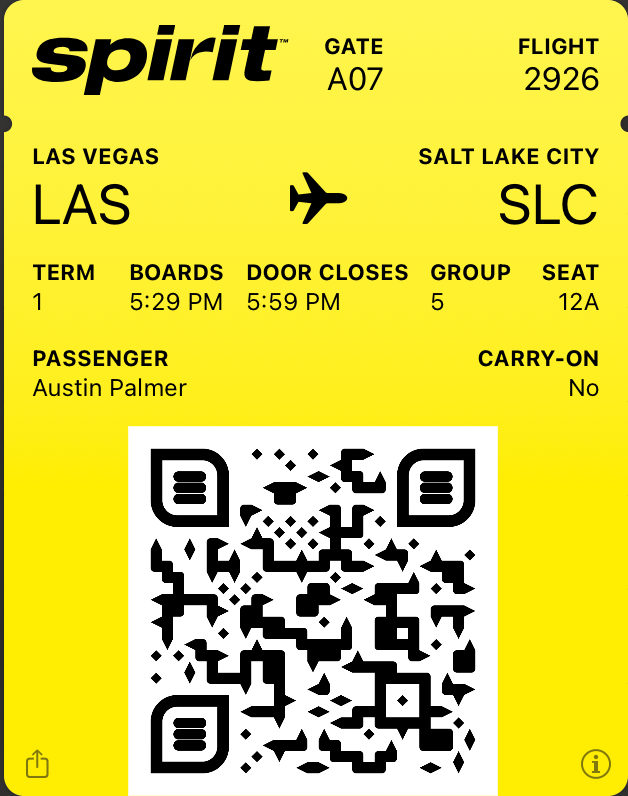 spirit™ GATE FLIGHT
A07 2926
LAS VEGAS SALT LAKE CITY
LAS SLC
TERM BOARDS DOOR CLOSES GROUP SEAT
1 5:29 PM 5:59 PM 5 12A
PASSENGER CARRY-ON
Austin Palmer No